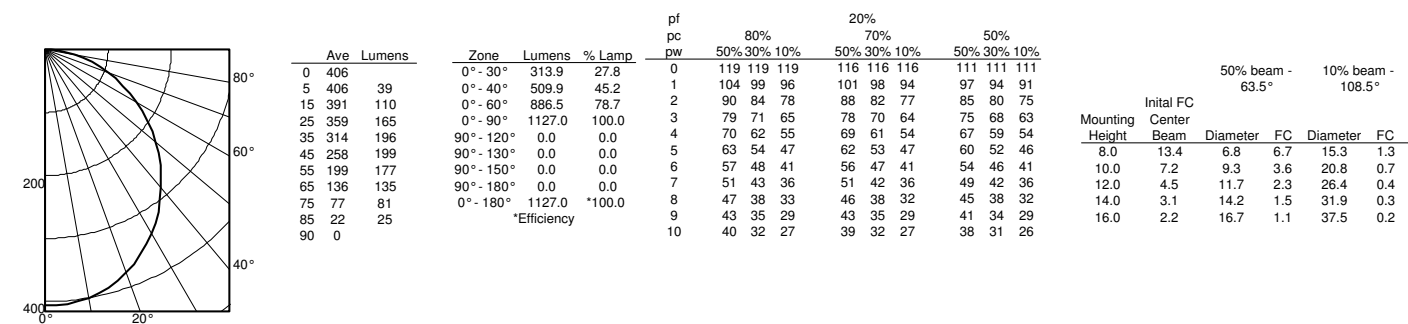 80°
60°
40°
200
400
0° 20°
Ave Lumens
0 406
5 406 39
15 391 110
25 359 165
35 314 196
45 258 199
55 199 177
65 136 135
75 77 81
85 22 25
90 0
Zone Lumens % Lamp
0° - 30° 313.9 27.8
0° - 40° 509.9 45.2
0° - 60° 886.5 78.7
0° - 90° 1127.0 100.0
90° - 120° 0.0 0.0
90° - 130° 0.0 0.0
90° - 150° 0.0 0.0
90° - 180° 0.0 0.0
0° - 180° 1127.0 *100.0
*Efficiency
pf 20%
pc 80% 70% 50%
pw 50% 30% 10% 50% 30% 10% 50% 30% 10%
0 119 119 119 116 116 116 111 111 111
1 104 99 96 101 98 94 97 94 91
2 90 84 78 88 82 77 85 80 75
3 79 71 65 78 70 64 75 68 63
4 70 62 55 69 61 54 67 59 54
5 63 54 47 62 53 47 60 52 46
6 57 48 41 56 47 41 54 46 41
7 51 43 36 51 42 36 49 42 36
8 47 38 33 46 38 32 45 38 32
9 43 35 29 43 35 29 41 34 29
10 40 32 27 39 32 27 38 31 26
50% beam - 10% beam -
63.5° 108.5°
Inital FC
Mounting Center
Height Beam Diameter FC Diameter FC
8.0 13.4 6.8 6.7 15.3 1.3
10.0 7.2 9.3 3.6 20.8 0.7
12.0 4.5 11.7 2.3 26.4 0.4
14.0 3.1 14.2 1.5 31.9 0.3
16.0 2.2 16.7 1.1 37.5 0.2